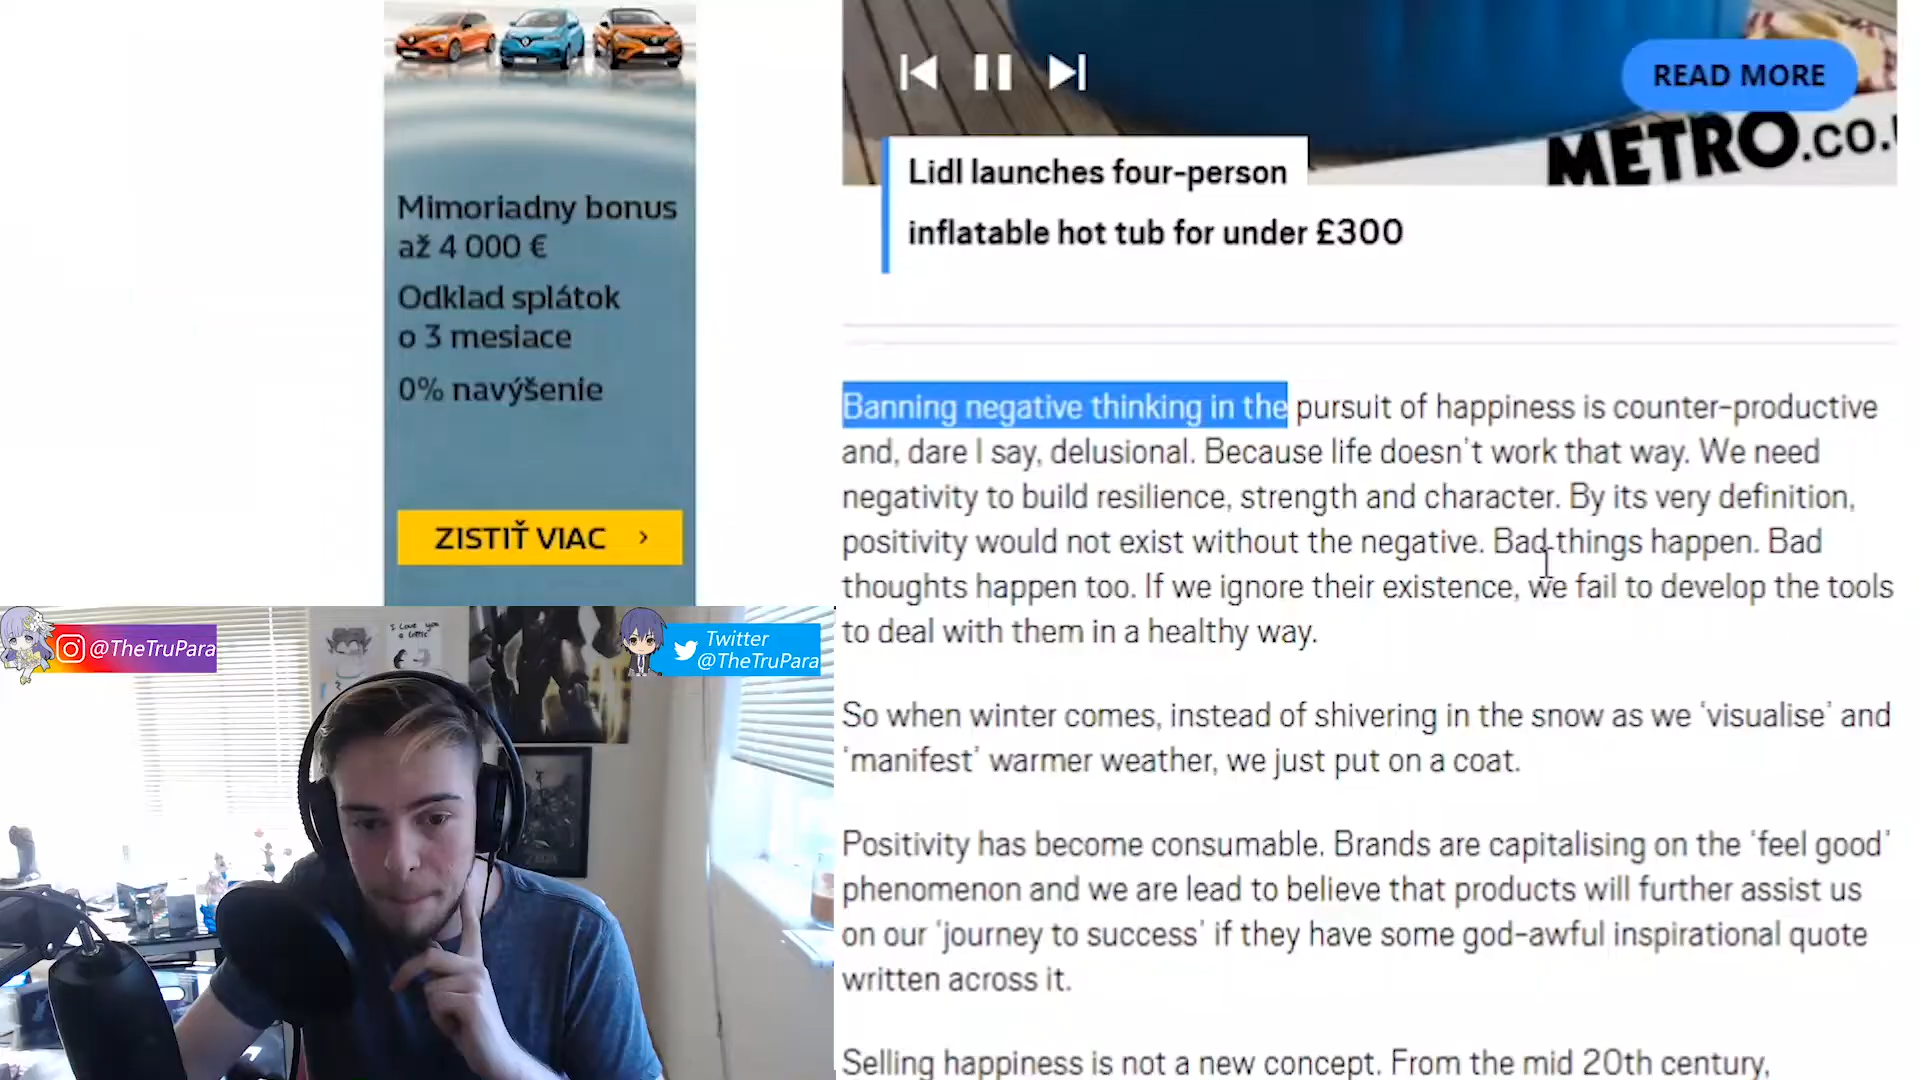 Mimoriadny bonus
až 4 000 €
Odklad splátok
o 3 mesiace
0% navýšenie
ZISTIŤ VIAC
READ MORE
METRO.co.
Lidl launches four-person
inflatable hot tub for under £300
Banning negative thinking in the pursuit of happiness is counter-productive
and, dare I say, delusional. Because life doesn't work that way. We need
negativity to build resilience, strength and character. By its very definition,
positivity would not exist without the negative. Bad things happen. Bad
thoughts happen too. If we ignore their existence, we fail to develop the tools
to deal with them in a healthy way.
So when winter comes, instead of shivering in the snow as we 'visualise' and
'manifest' warmer weather, we just put on a coat.
Positivity has become consumable. Brands are capitalising on the 'feel good'
phenomenon and we are lead to believe that products will further assist us
on our 'journey to success' if they have some god-awful inspirational quote
written across it.
Selling happiness is not a new concept. From the mid 20th century,
@TheTruPara
Twitter
@TheTruPara
I Love you